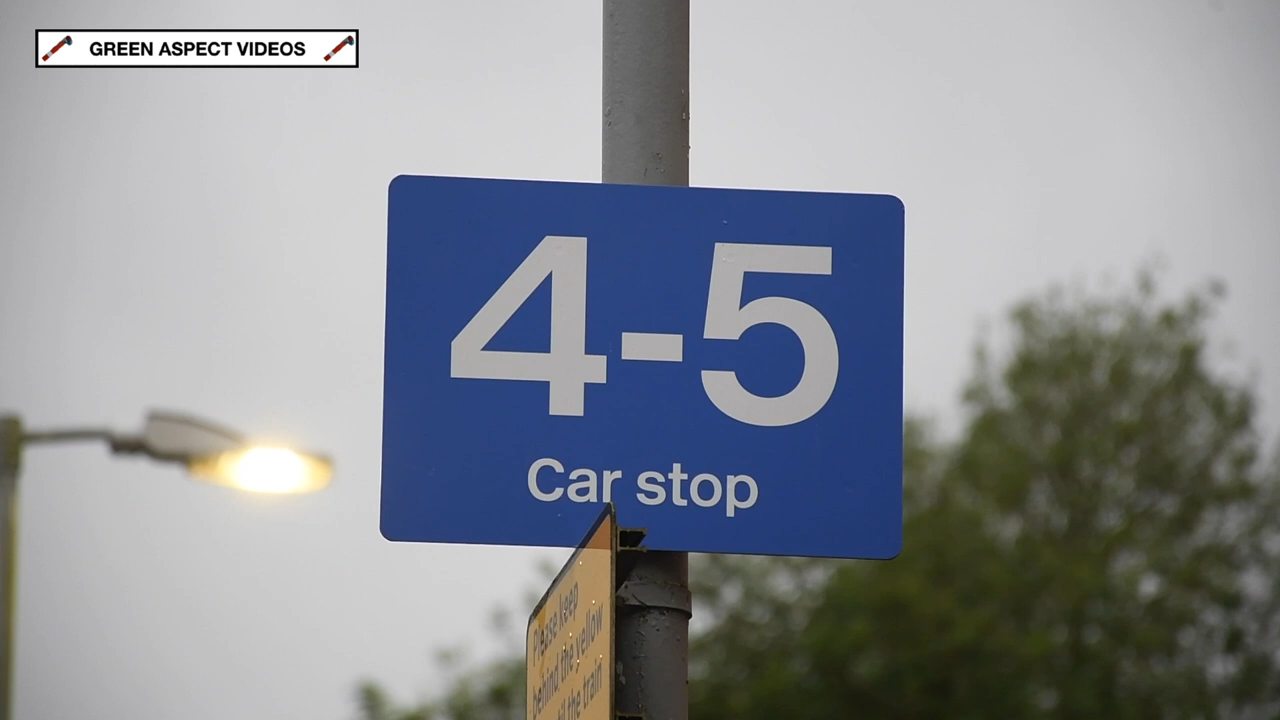 GREEN ASPECT VIDEOS
4-5
Car stop
Please keep
behind the yellow
the train